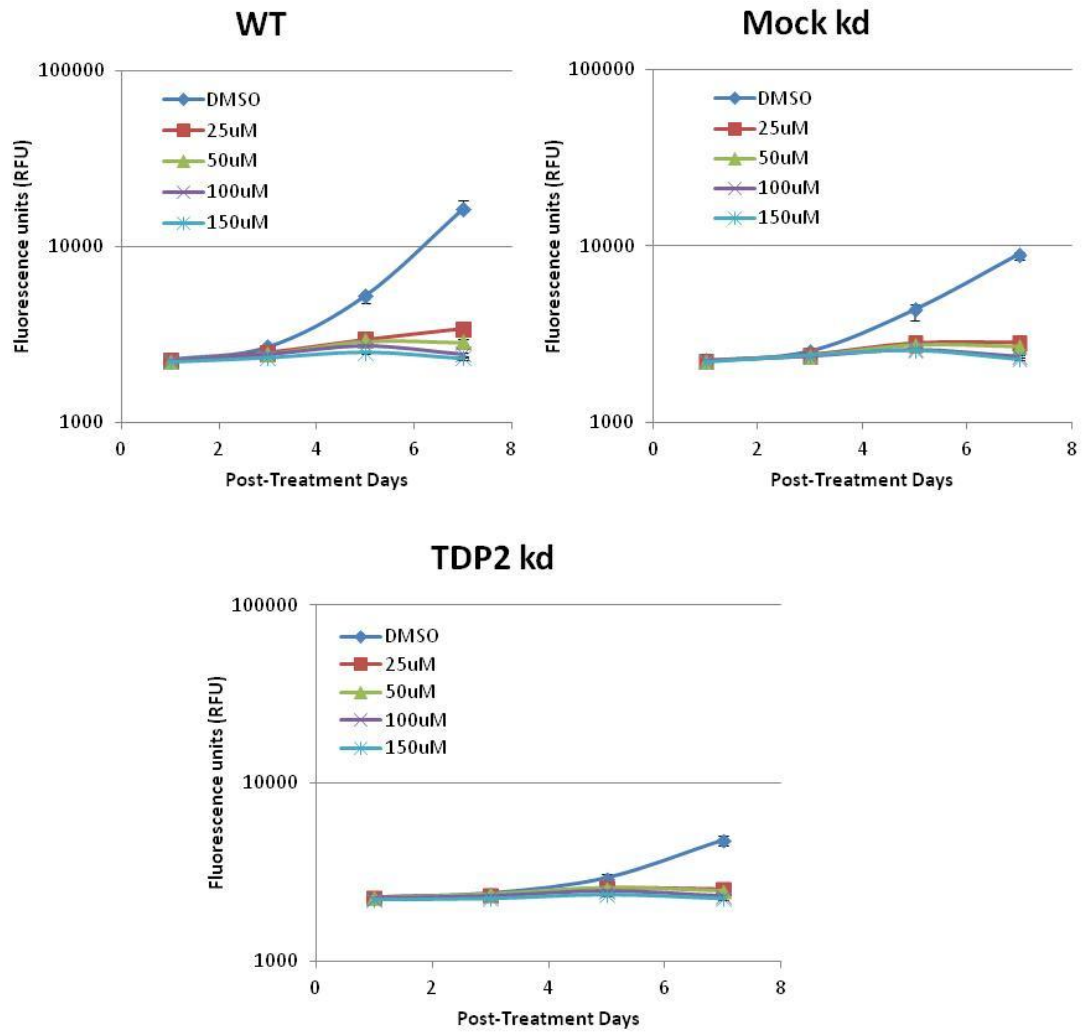 WT
100000
10000
1000
Fluorescence units (RFU)
DMSO
25uM
50uM
100uM
150uM
0 2 4 6 8
Post-Treatment Days
Mock kd
100000
10000
1000
Fluorescence units (RFU)
DMSO
25uM
50uM
100uM
150uM
0 2 4 6 8
Post-Treatment Days
TDP2 kd
100000
10000
1000
Fluorescence units (RFU)
DMSO
25uM
50uM
100uM
150uM
0 2 4 6 8
Post-Treatment Days